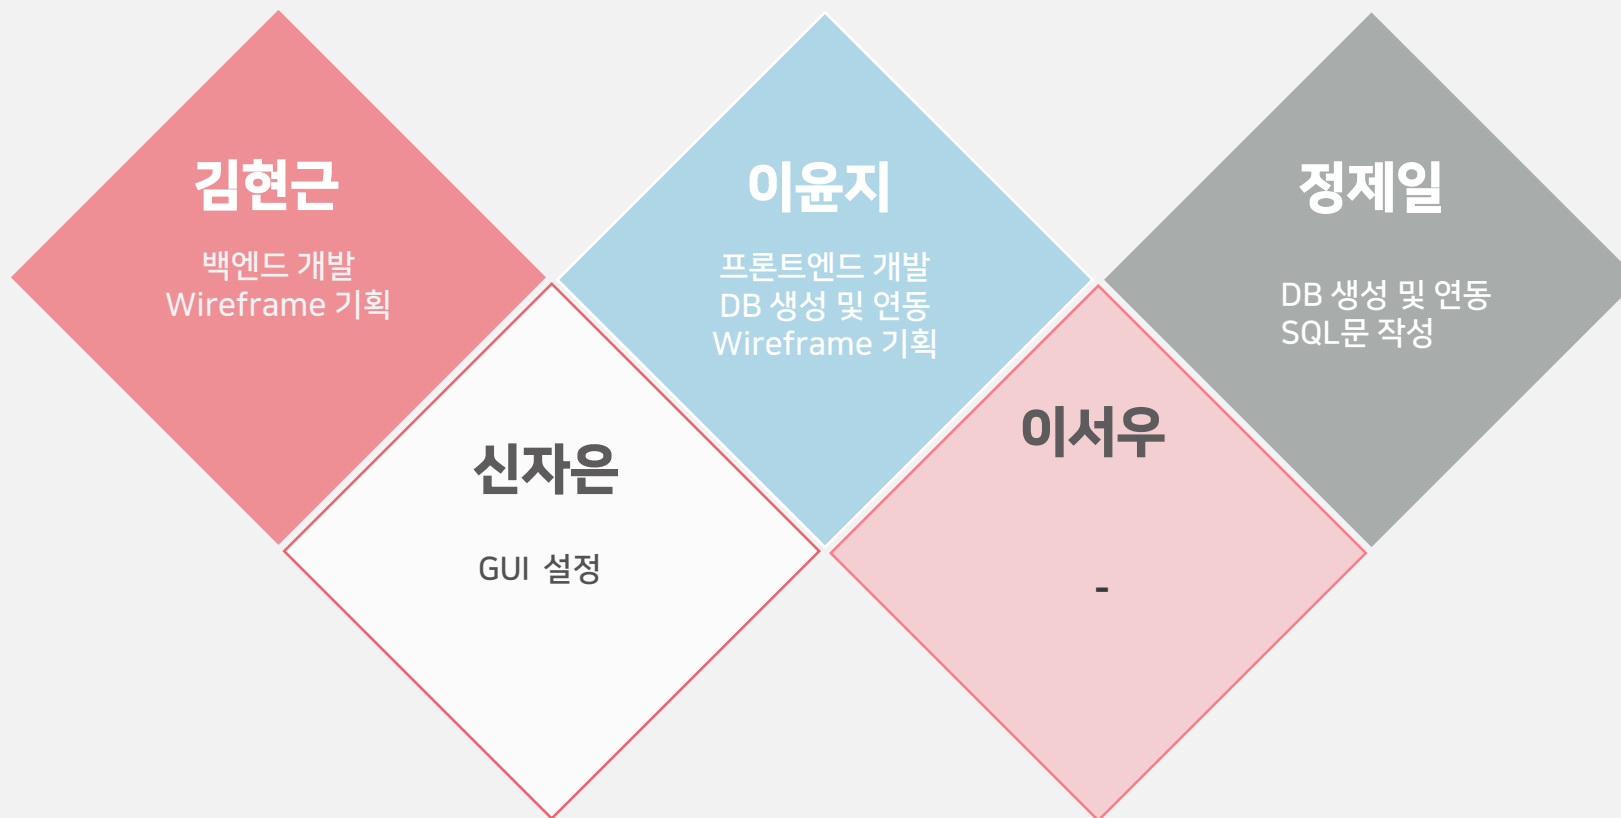 김현근
백엔드 개발
Wireframe 기획
이윤지
프론트엔드 개발
DB 생성 및 연동
Wireframe 기획
정제일
DB 생성 및 연동
SQL문 작성
신자은
GUI 설정
이서우
-